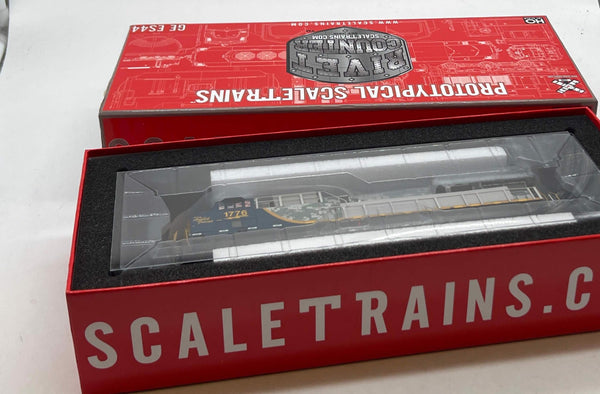 GE ES44
WWW.SCALETRAINS.COM
HO
RIVET
COUNTER
PROTOTYPICAL SCALETRAINS
1776
SCALETRAINS.C